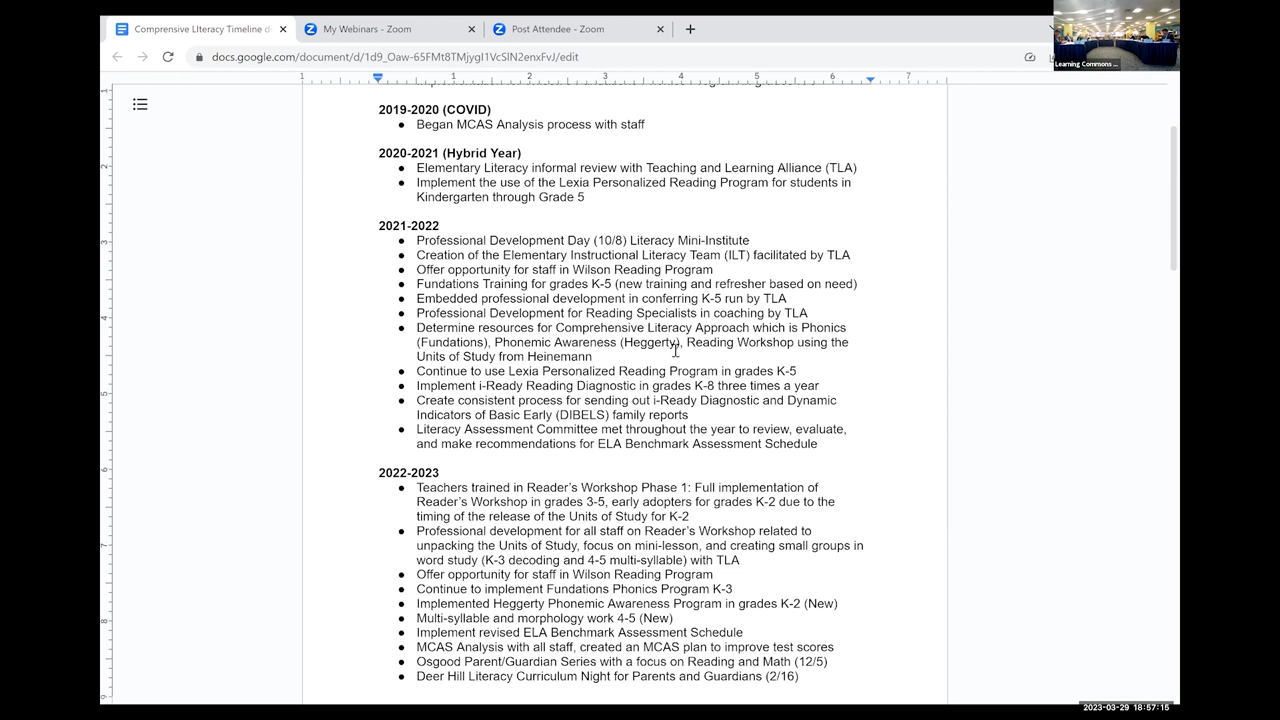 Comprensive LIteracy Timeline d
My Webinars - Zoom
Post Attendee - Zoom
docs.google.com/document/d/1d9_Oaw-65FMt8TMjygI1VcSlN2enxFvJ/edit
Learning Commons ...
1 1 2 3 4 5 6 7
2019-2020 (COVID)
● Began MCAS Analysis process with staff
2020-2021 (Hybrid Year)
● Elementary Literacy informal review with Teaching and Learning Alliance (TLA)
● Implement the use of the Lexia Personalized Reading Program for students in
Kindergarten through Grade 5
2021-2022
● Professional Development Day (10/8) Literacy Mini-Institute
● Creation of the Elementary Instructional Literacy Team (ILT) facilitated by TLA
● Offer opportunity for staff in Wilson Reading Program
● Fundations Training for grades K-5 (new training and refresher based on need)
● Embedded professional development in conferring K-5 run by TLA
● Professional Development for Reading Specialists in coaching by TLA
● Determine resources for Comprehensive Literacy Approach which is Phonics
(Fundations), Phonemic Awareness (Heggerty), Reading Workshop using the
Units of Study from Heinemann
● Continue to use Lexia Personalized Reading Program in grades K-5
● Implement i-Ready Reading Diagnostic in grades K-8 three times a year
● Create consistent process for sending out i-Ready Diagnostic and Dynamic
Indicators of Basic Early (DIBELS) family reports
● Literacy Assessment Committee met throughout the year to review, evaluate,
and make recommendations for ELA Benchmark Assessment Schedule
2022-2023
● Teachers trained in Reader's Workshop Phase 1: Full implementation of
Reader's Workshop in grades 3-5, early adopters for grades K-2 due to the
timing of the release of the Units of Study for K-2
● Professional development for all staff on Reader's Workshop related to
unpacking the Units of Study, focus on mini-lesson, and creating small groups in
word study (K-3 decoding and 4-5 multi-syllable) with TLA
● Offer opportunity for staff in Wilson Reading Program
● Continue to implement Fundations Phonics Program K-3
● Implemented Heggerty Phonemic Awareness Program in grades K-2 (New)
● Multi-syllable and morphology work 4-5 (New)
● Implement revised ELA Benchmark Assessment Schedule
● MCAS Analysis with all staff, created an MCAS plan to improve test scores
● Osgood Parent/Guardian Series with a focus on Reading and Math (12/5)
● Deer Hill Literacy Curriculum Night for Parents and Guardians (2/16)
2023-03-29 18:57:15